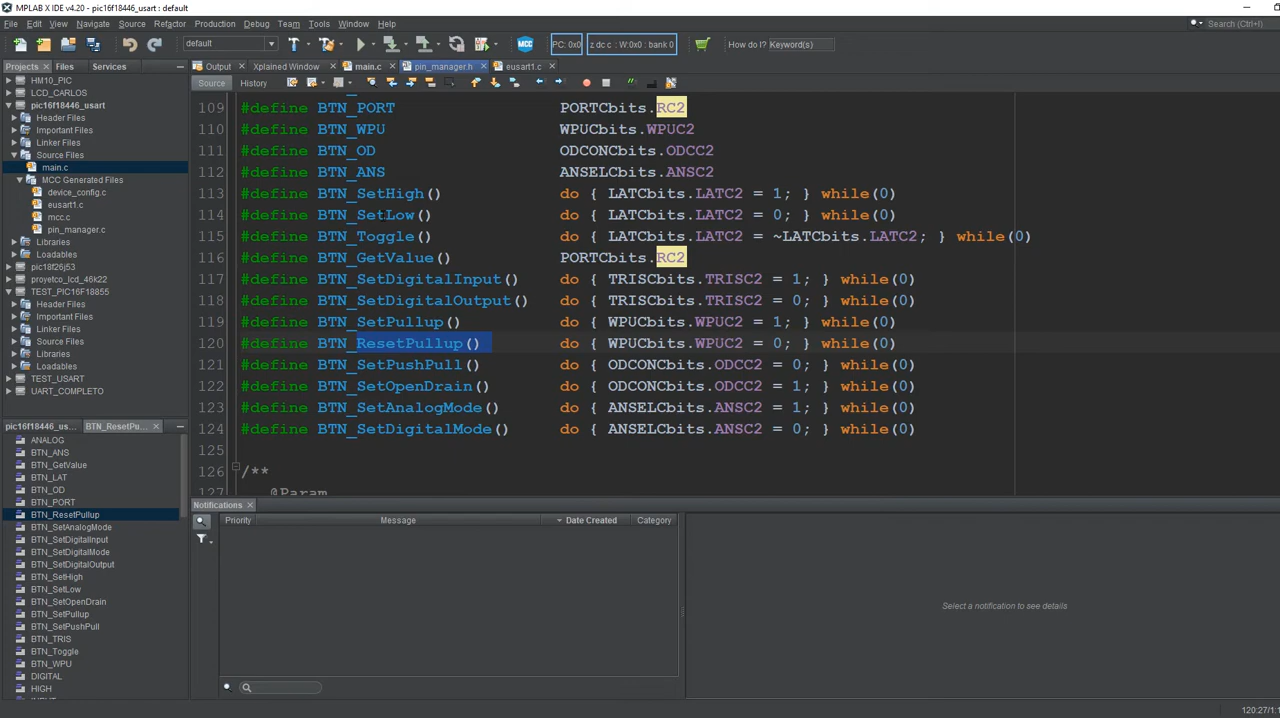 MPLAB X IDE v4.20 - pic16f18446_usart : default
File Edit View Navigate Source Refactor Production Debug Team Tools Window Help
Search (Ctrl+I)
default
MCC
PC: 0x0
z dc c : W:0x0 : bank 0
How do I? Keyword(s)
Projects Files Services
Output Xplained Window main.c pin_manager.h eusart1.c
Source History
HM10_PIC
LCD_CARLOS
pic16f18446_usart
Header Files
Important Files
Linker Files
Source Files
main.c
MCC Generated Files
device_config.c
eusart1.c
mcc.c
pin_manager.c
Libraries
Loadables
pic18f26j53
proyetco_lcd_46k22
TEST_PIC16F18855
Header Files
Important Files
Linker Files
Source Files
Libraries
Loadables
TEST_USART
UART_COMPLETO
109 #define BTN_PORT PORTCbits.RC2
110 #define BTN_WPU WPUCbits.WPUC2
111 #define BTN_OD ODCONCbits.ODCC2
112 #define BTN_ANS ANSELCbits.ANSC2
113 #define BTN_SetHigh() do { LATCbits.LATC2 = 1; } while(0)
114 #define BTN_SetLow() do { LATCbits.LATC2 = 0; } while(0)
115 #define BTN_Toggle() do { LATCbits.LATC2 = ~LATCbits.LATC2; } while(0)
116 #define BTN_GetValue() PORTCbits.RC2
117 #define BTN_SetDigitalInput() do { TRISCbits.TRISC2 = 1; } while(0)
118 #define BTN_SetDigitalOutput() do { TRISCbits.TRISC2 = 0; } while(0)
119 #define BTN_SetPullup() do { WPUCbits.WPUC2 = 1; } while(0)
120 #define BTN_ResetPullup() do { WPUCbits.WPUC2 = 0; } while(0)
121 #define BTN_SetPushPull() do { ODCONCbits.ODCC2 = 0; } while(0)
122 #define BTN_SetOpenDrain() do { ODCONCbits.ODCC2 = 1; } while(0)
123 #define BTN_SetAnalogMode() do { ANSELCbits.ANSC2 = 1; } while(0)
124 #define BTN_SetDigitalMode() do { ANSELCbits.ANSC2 = 0; } while(0)
125
126 /**
127 @Param
pic16f18446_us... BTN_ResetPu...
ANALOG
BTN_ANS
BTN_GetValue
BTN_LAT
BTN_OD
BTN_PORT
BTN_ResetPullup
BTN_SetAnalogMode
BTN_SetDigitalInput
BTN_SetDigitalMode
BTN_SetDigitalOutput
BTN_SetHigh
BTN_SetLow
BTN_SetOpenDrain
BTN_SetPullup
BTN_SetPushPull
BTN_TRIS
BTN_Toggle
BTN_WPU
DIGITAL
HIGH
Notifications
Priority Message Date Created Category
Select a notification to see details